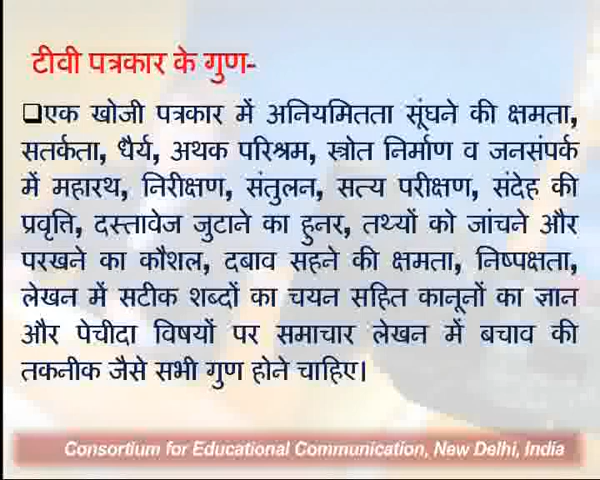 टीवी पत्रकार के गुण-
❑एक खोजी पत्रकार में अनियमितता सूंघने की क्षमता,
सतर्कता, धैर्य, अथक परिश्रम, स्त्रोत निर्माण व जनसंपर्क
में महारथ, निरीक्षण, संतुलन, सत्य परीक्षण, संदेह की
प्रवृत्ति, दस्तावेज जुटाने का हुनर, तथ्यों को जांचने और
परखने का कौशल, दबाव सहने की क्षमता, निष्पक्षता,
लेखन में सटीक शब्दों का चयन सहित कानूनों का ज्ञान
और पेचीदा विषयों पर समाचार लेखन में बचाव की
तकनीक जैसे सभी गुण होने चाहिए।
Consortium for Educational Communication, New Delhi, India